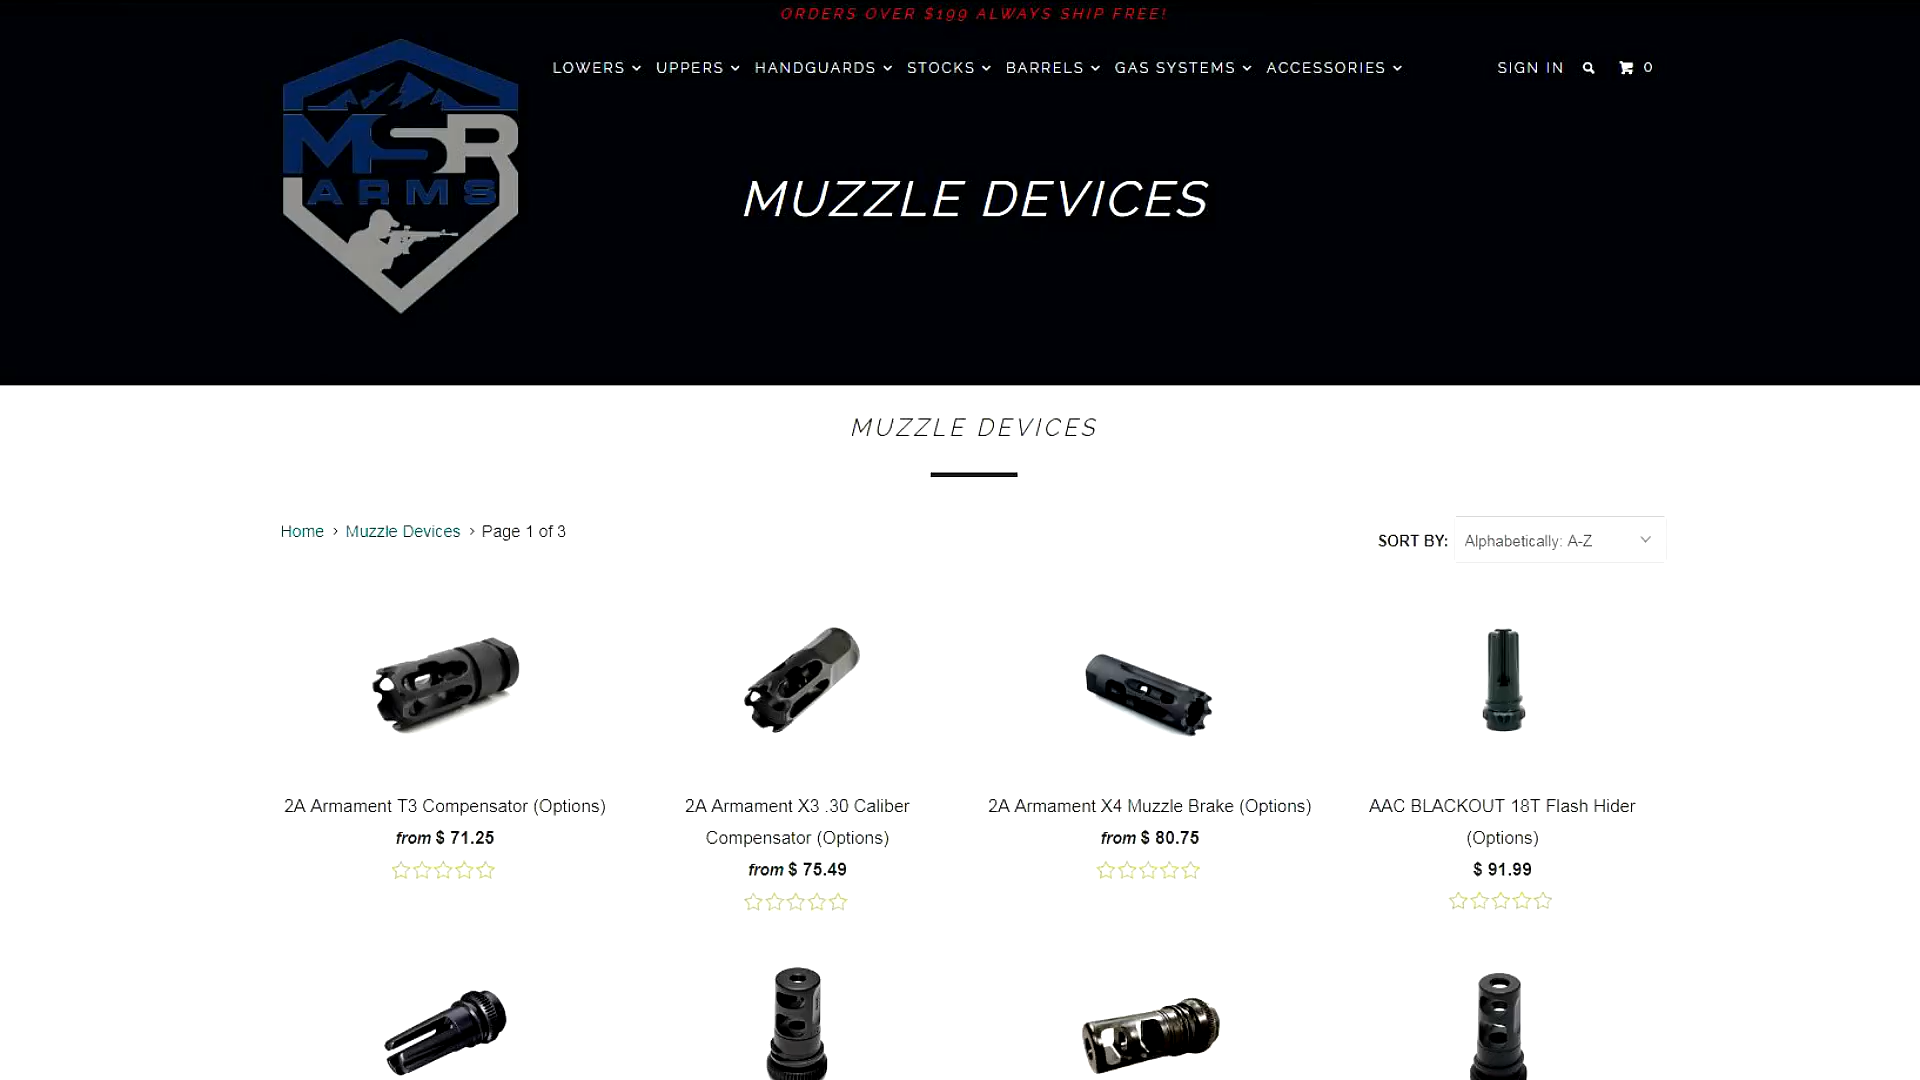 ORDERS OVER $199 ALWAYS SHIP FREE!
LOWERS UPPERS HANDGUARDS STOCKS BARRELS GAS SYSTEMS ACCESSORIES SIGN IN 0
MSR
ARMS
MUZZLE DEVICES
MUZZLE DEVICES
Home › Muzzle Devices › Page 1 of 3
SORT BY: Alphabetically: A-Z
2A Armament T3 Compensator (Options)
from $ 71.25
2A Armament X3 .30 Caliber
Compensator (Options)
from $ 75.49
2A Armament X4 Muzzle Brake (Options)
from $ 80.75
AAC BLACKOUT 18T Flash Hider
(Options)
$ 91.99